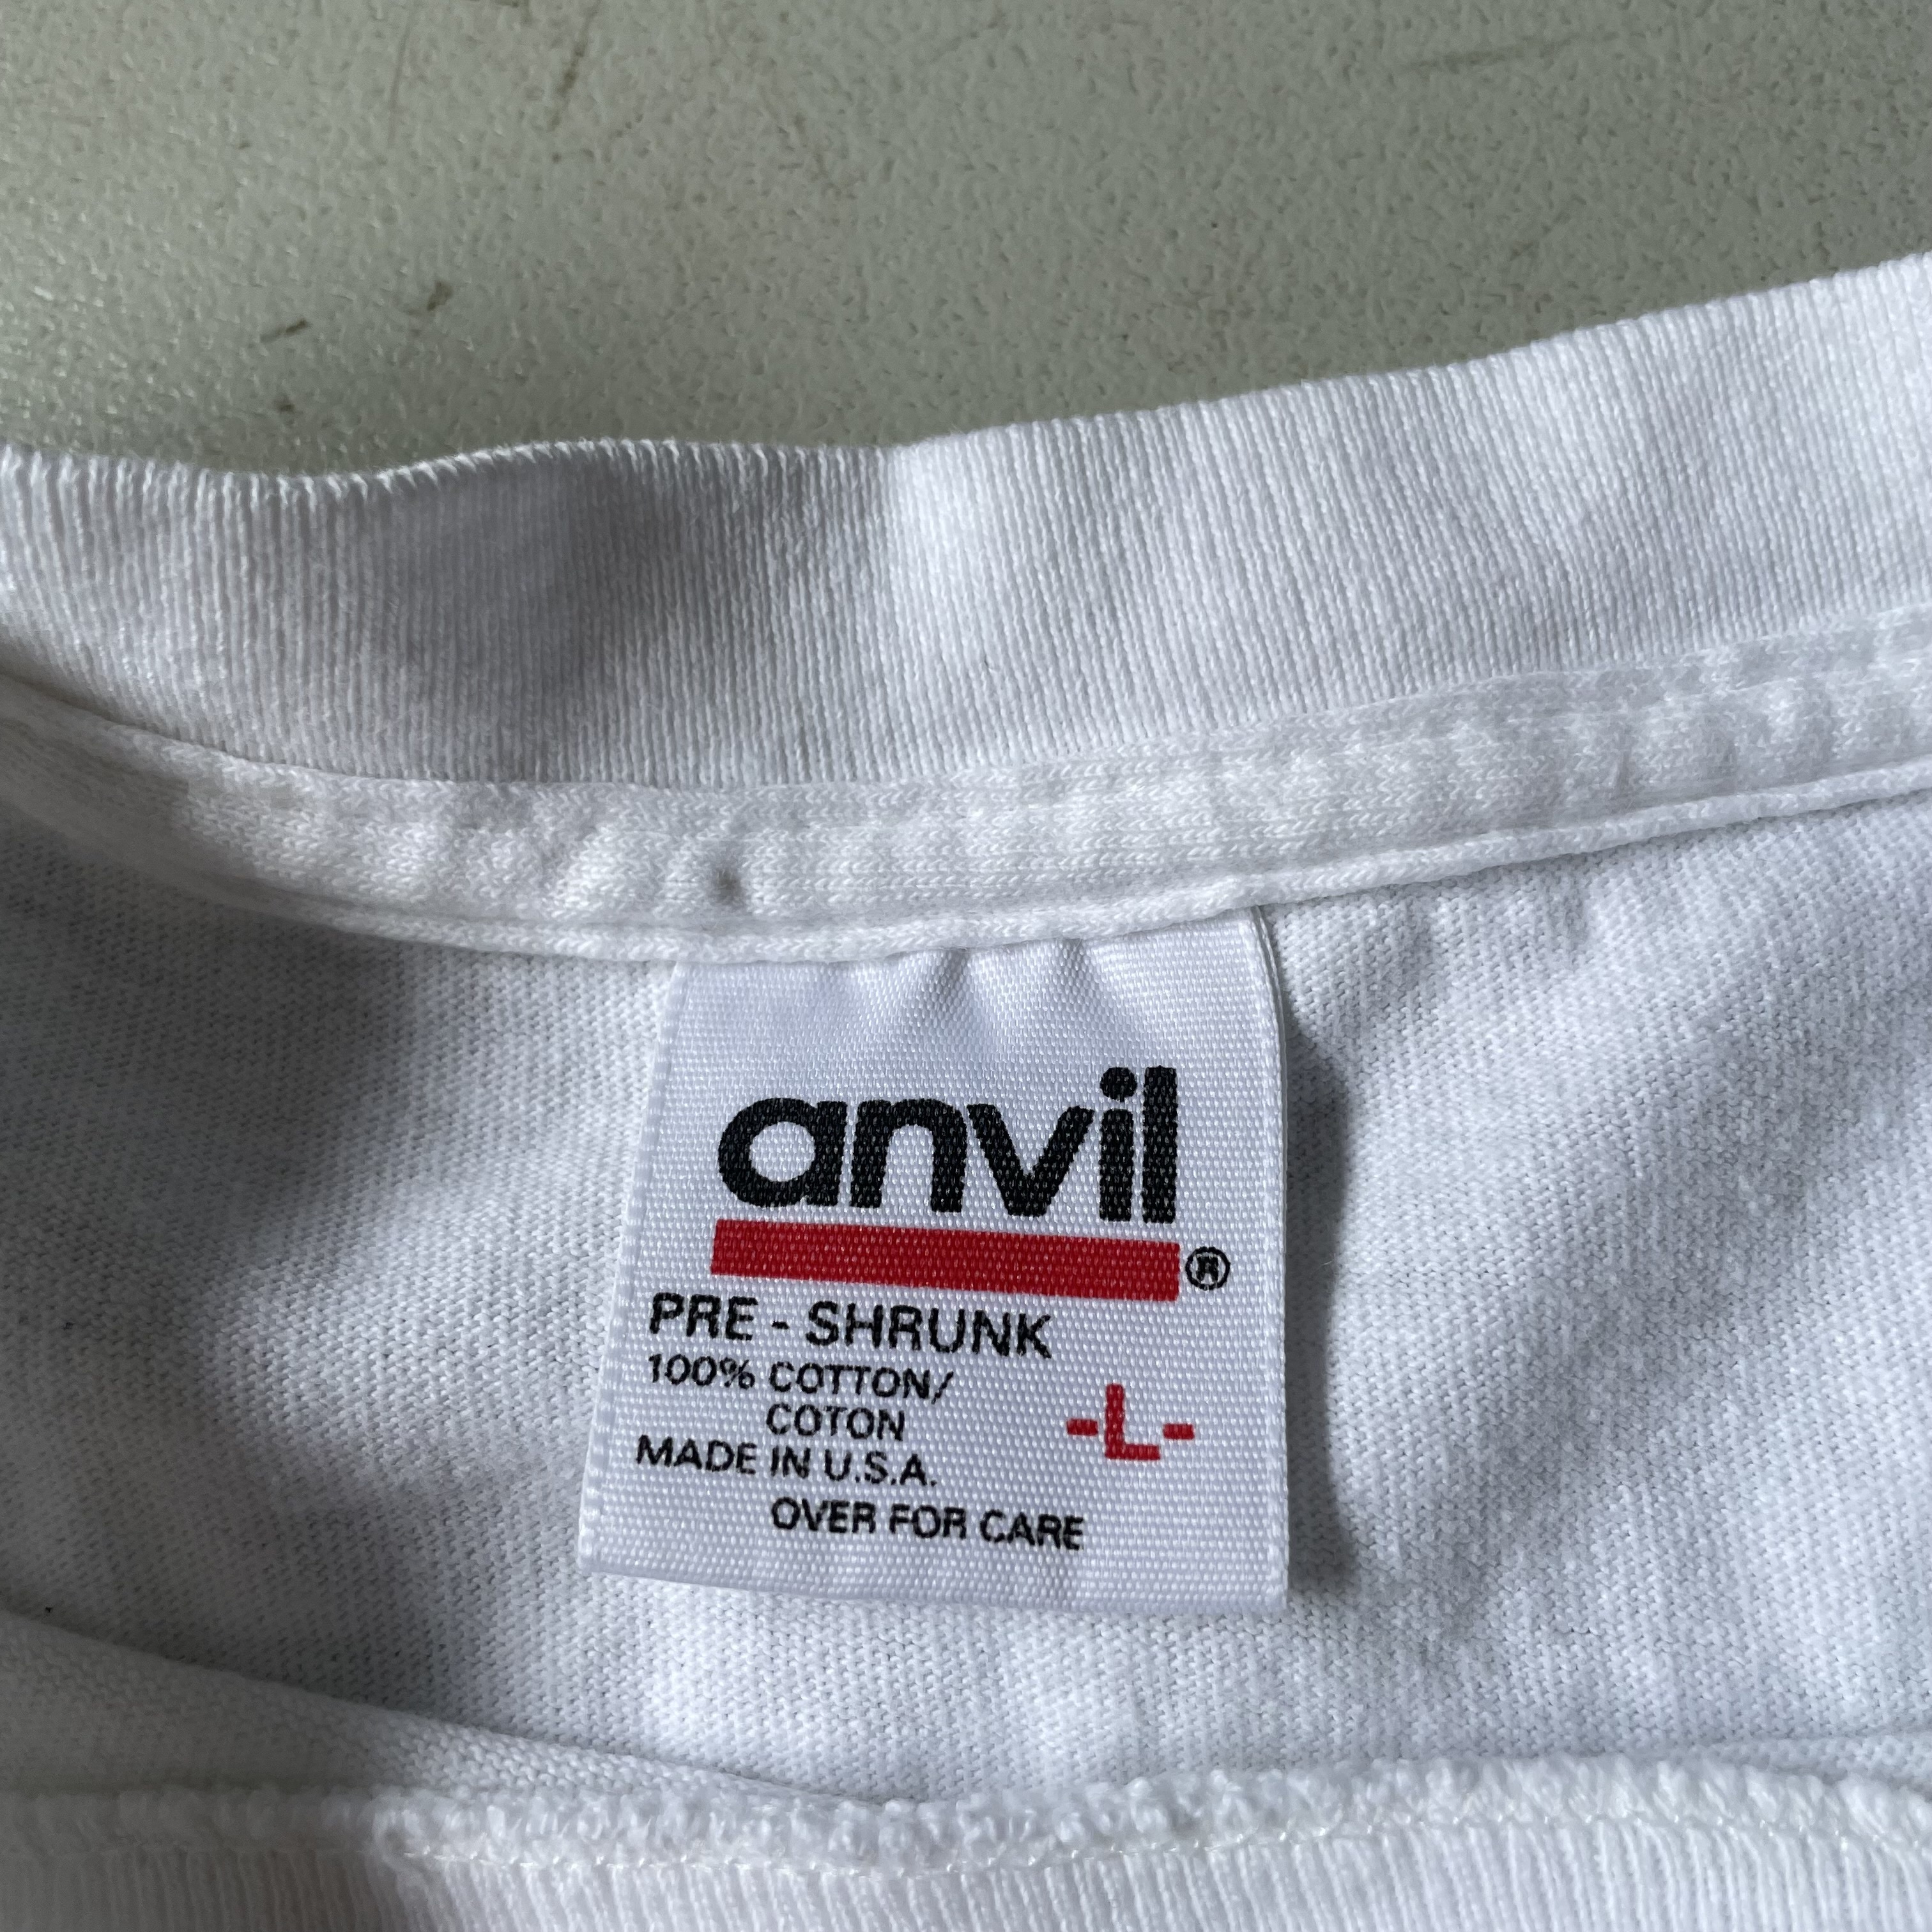 anvil®
PRE - SHRUNK
100% COTTON/
COTON
-L-
MADE IN U.S.A.
OVER FOR CARE